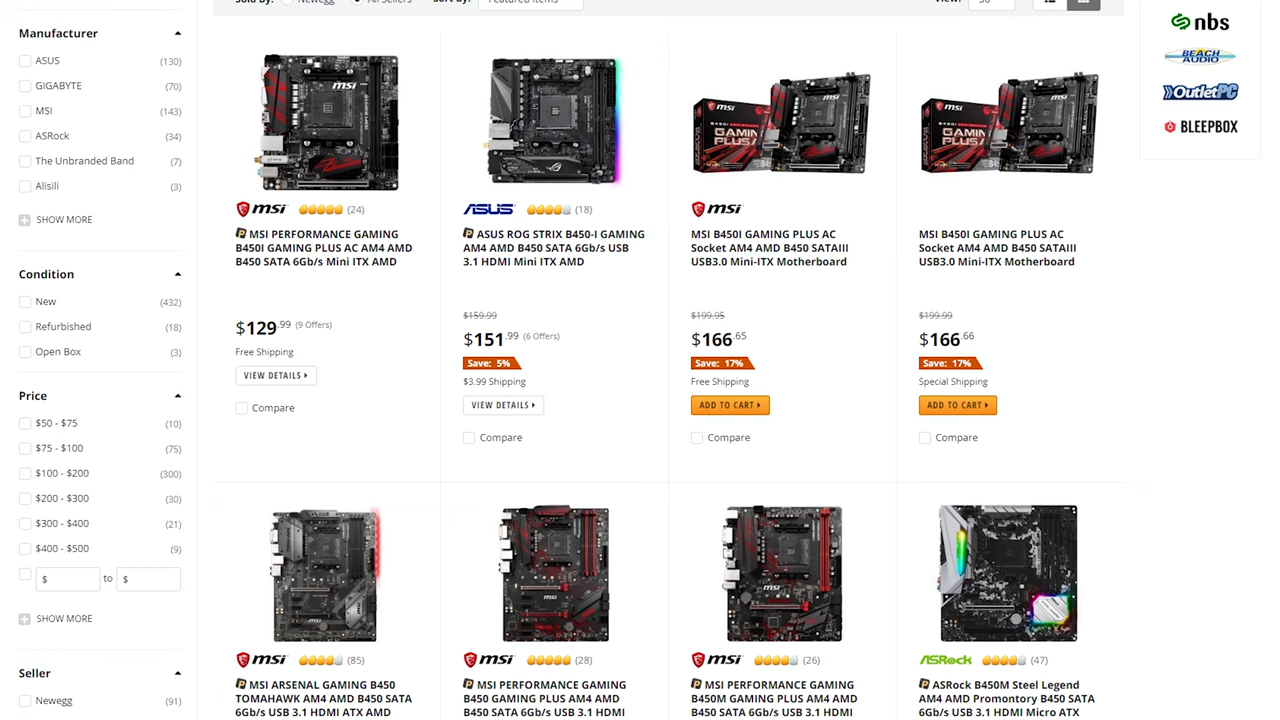 Manufacturer
ASUS (130)
GIGABYTE (70)
MSI (143)
ASRock (34)
The Unbranded Band (7)
Alisili (3)
SHOW MORE
Condition
New (432)
Refurbished (18)
Open Box (3)
Price
$50 - $75 (10)
$75 - $100 (75)
$100 - $200 (300)
$200 - $300 (30)
$300 - $400 (21)
$400 - $500 (9)
$ to $
SHOW MORE
Seller
Newegg (91)
msi (24)
MSI PERFORMANCE GAMING
B450I GAMING PLUS AC AM4 AMD
B450 SATA 6Gb/s Mini ITX AMD
$129.99 (9 Offers)
Free Shipping
VIEW DETAILS
Compare
ASUS (18)
ASUS ROG STRIX B450-I GAMING
AM4 AMD B450 SATA 6Gb/s USB
3.1 HDMI Mini ITX AMD
$159.99
$151.99 (6 Offers)
Save: 5%
$3.99 Shipping
VIEW DETAILS
Compare
msi
MSI B450I GAMING PLUS AC
Socket AM4 AMD B450 SATAIII
USB3.0 Mini-ITX Motherboard
$199.95
$166.65
Save: 17%
Free Shipping
ADD TO CART
Compare
msi
MSI B450I GAMING PLUS AC
Socket AM4 AMD B450 SATAIII
USB3.0 Mini-ITX Motherboard
$199.99
$166.66
Save: 17%
Special Shipping
ADD TO CART
Compare
msi (85)
MSI ARSENAL GAMING B450
TOMAHAWK AM4 AMD B450 SATA
6Gb/s USB 3.1 HDMI ATX AMD
msi (28)
MSI PERFORMANCE GAMING
B450 GAMING PLUS AM4 AMD
B450 SATA 6Gb/s USB 3.1 HDMI
msi (26)
MSI PERFORMANCE GAMING
B450M GAMING PLUS AM4 AMD
B450 SATA 6Gb/s USB 3.1 HDMI
ASRock (47)
ASRock B450M Steel Legend
AM4 AMD Promontory B450 SATA
6Gb/s USB 3.1 HDMI Micro ATX
nbs
BEACH
AUDIO
OutletPC
BLEEPBOX